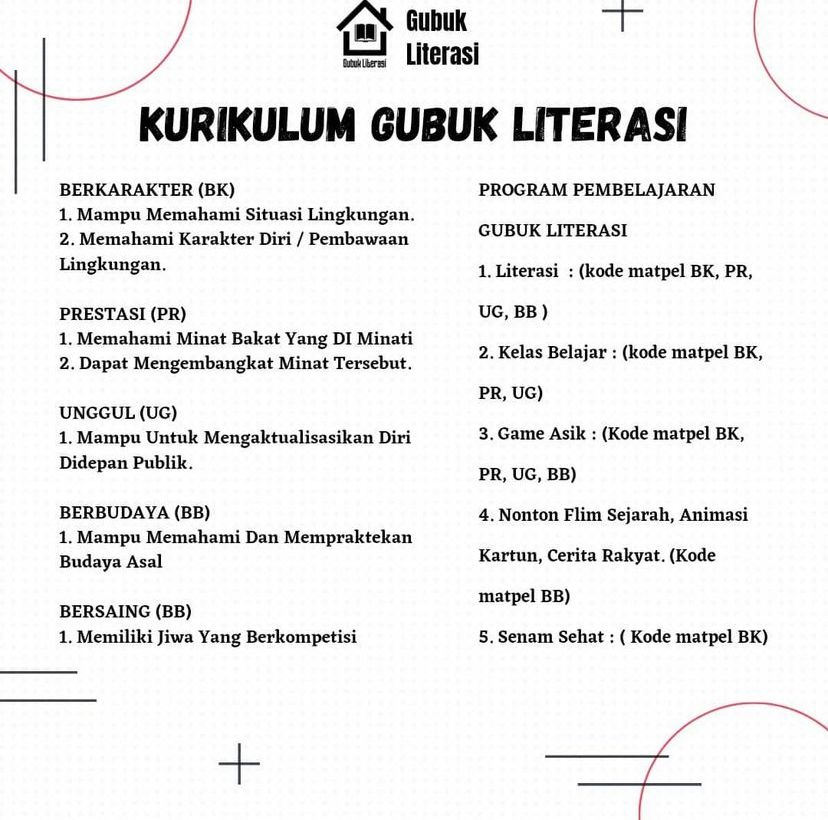 Gubuk
Literasi
Gubuk Literasi
KURIKULUM GUBUK LITERASI
BERKARAKTER (BK)
1. Mampu Memahami Situasi Lingkungan.
2. Memahami Karakter Diri / Pembawaan
Lingkungan.
PRESTASI (PR)
1. Memahami Minat Bakat Yang DI Minati
2. Dapat Mengembangkat Minat Tersebut.
UNGGUL (UG)
1. Mampu Untuk Mengaktualisasikan Diri
Didepan Publik.
BERBUDAYA (BB)
1. Mampu Memahami Dan Mempraktekan
Budaya Asal
BERSAING (BB)
1. Memiliki Jiwa Yang Berkompetisi
PROGRAM PEMBELAJARAN
GUBUK LITERASI
1. Literasi : (kode matpel BK, PR,
UG, BB )
2. Kelas Belajar : (kode matpel BK,
PR, UG)
3. Game Asik : (Kode matpel BK,
PR, UG, BB)
4. Nonton Flim Sejarah, Animasi
Kartun, Cerita Rakyat. (Kode
matpel BB)
5. Senam Sehat : ( Kode matpel BK)